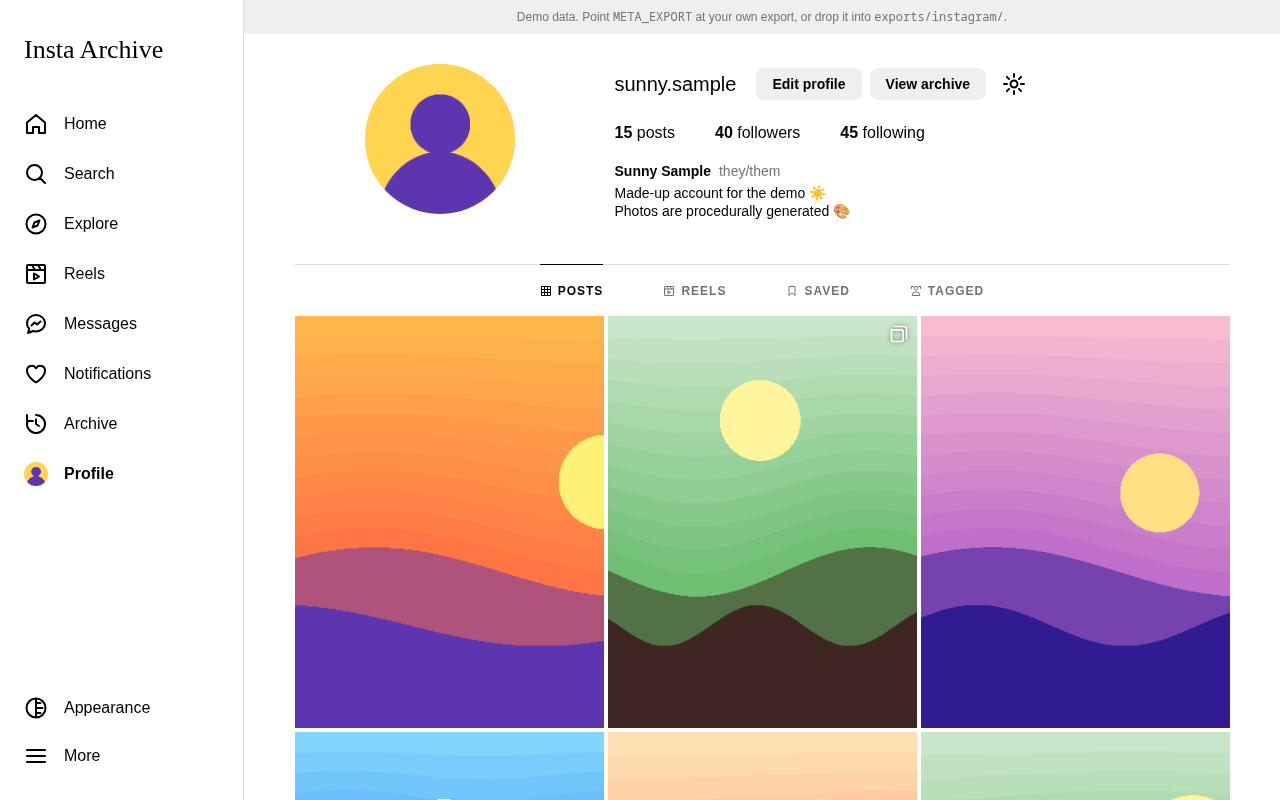 Demo data. Point META_EXPORT at your own export, or drop it into exports/instagram/.
Insta Archive
Home
Search
Explore
Reels
Messages
Notifications
Archive
Profile
Appearance
More
sunny.sample
Edit profile
View archive
15 posts
40 followers
45 following
Sunny Sample they/them
Made-up account for the demo ☀️
Photos are procedurally generated 🎨
POSTS
REELS
SAVED
TAGGED